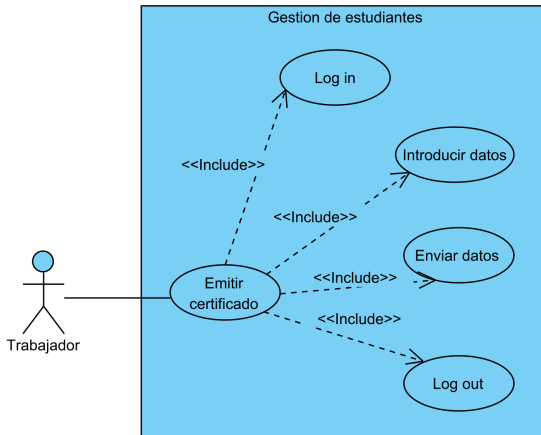 Gestion de estudiantes
Log in
<<Include>>
Introducir datos
<<Include>>
Enviar datos
<<Include>>
Emitir
certificado
<<Include>>
Trabajador
Log out